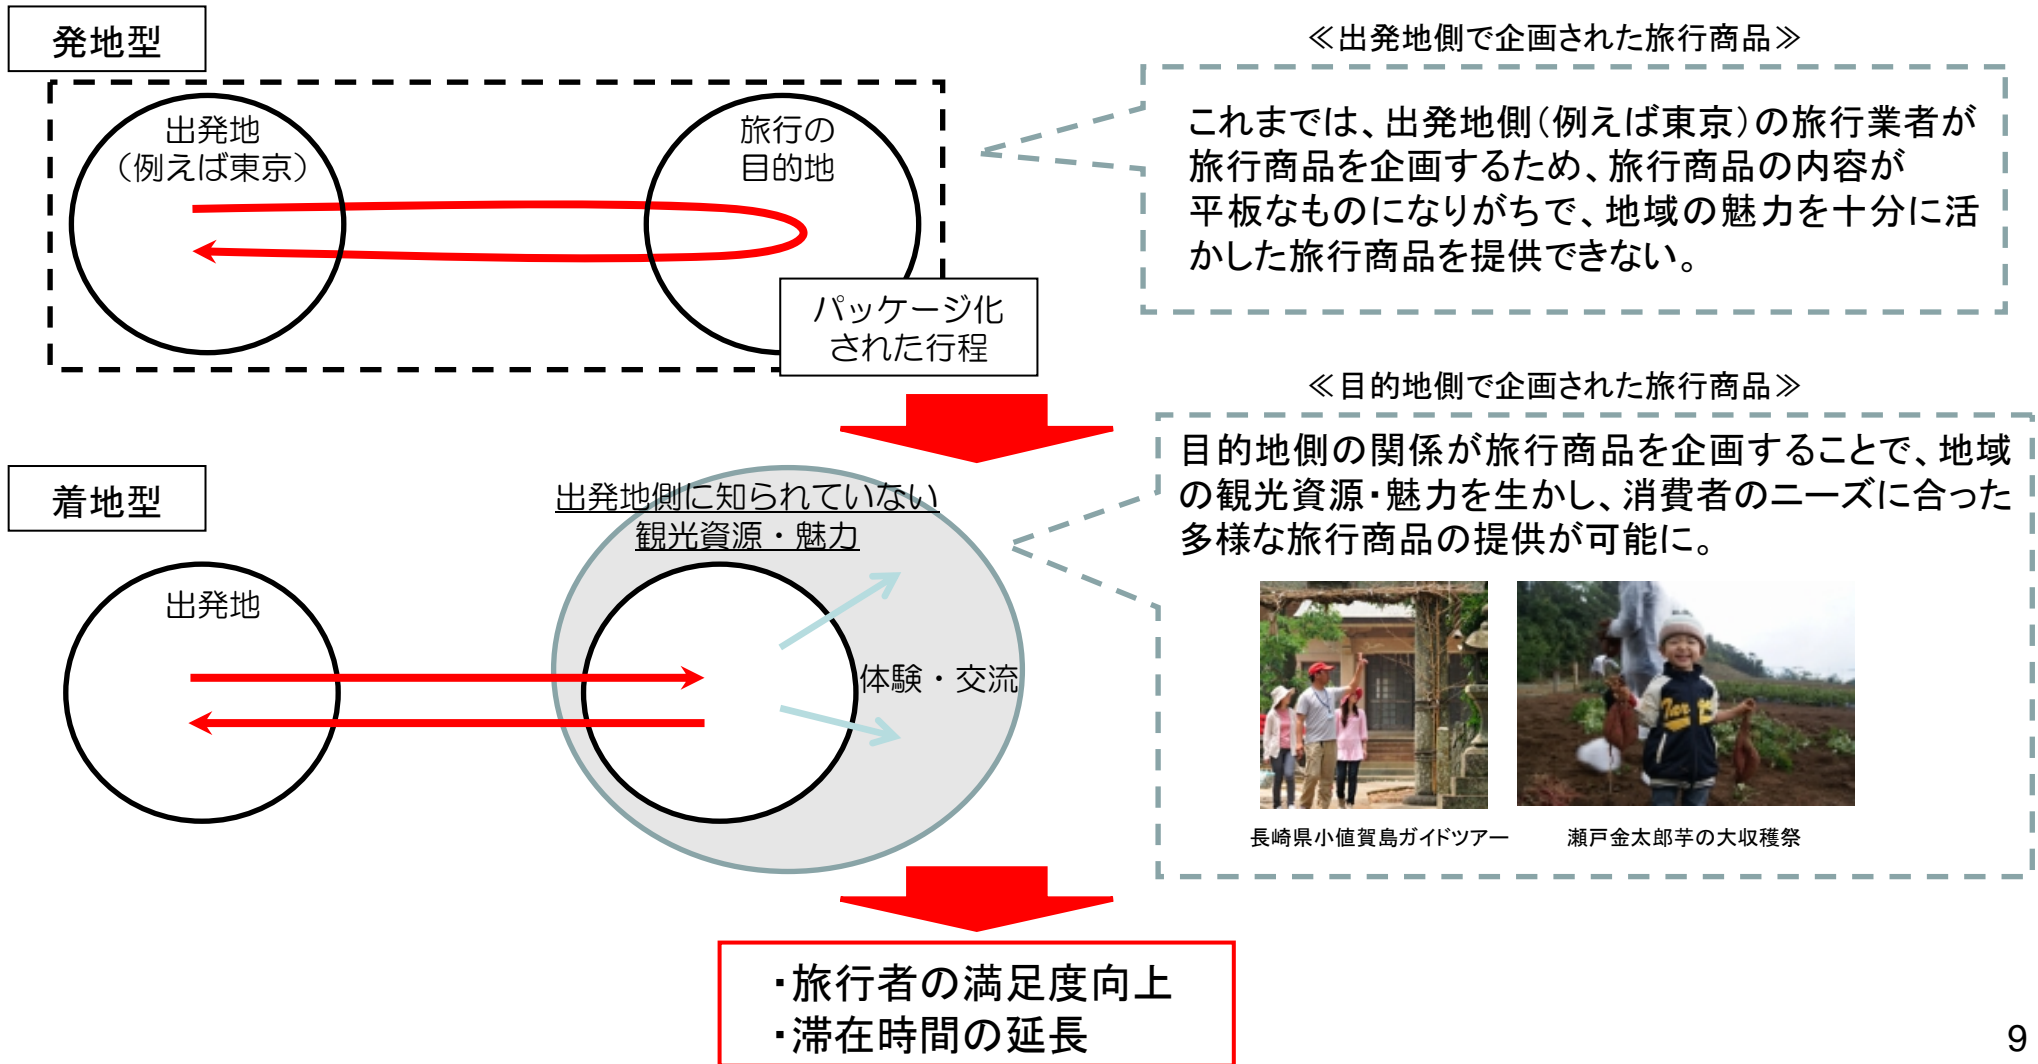 発地型
出発地
（例えば東京）
旅行の
目的地
パッケージ化
された行程
≪出発地側で企画された旅行商品≫
これまでは、出発地側（例えば東京）の旅行業者が
旅行商品を企画するため、旅行商品の内容が
平板なものになりがちで、地域の魅力を十分に活
かした旅行商品を提供できない。
着地型
出発地
出発地側に知られていない
観光資源・魅力
体験・交流
≪目的地側で企画された旅行商品≫
目的地側の関係が旅行商品を企画することで、地域
の観光資源・魅力を生かし、消費者のニーズに合った
多様な旅行商品の提供が可能に。
長崎県小値賀島ガイドツアー
瀬戸金太郎芋の大収穫祭
・旅行者の満足度向上
・滞在時間の延長
9